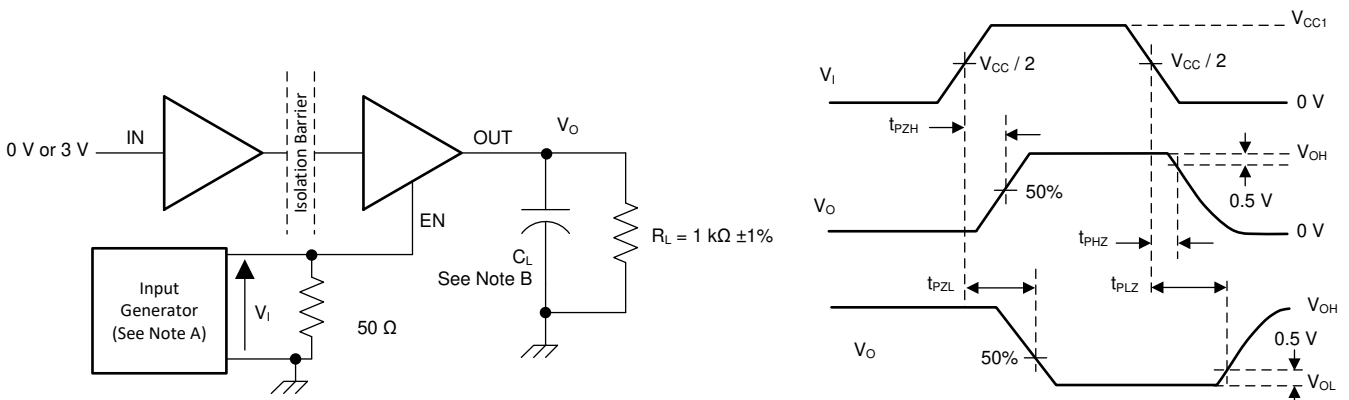 0 V or 3 V
IN
Isolation Barrier
OUT
VO
EN
CL
See Note B
RL = 1 kΩ ±1%
Input
Generator
(See Note A)
VI
50 Ω
VI
VCC / 2
VCC / 2
VCC1
0 V
tPZH
VO
50%
VOH
0.5 V
tPHZ
0 V
tPZL
tPLZ
VO
50%
VOH
0.5 V
VOL